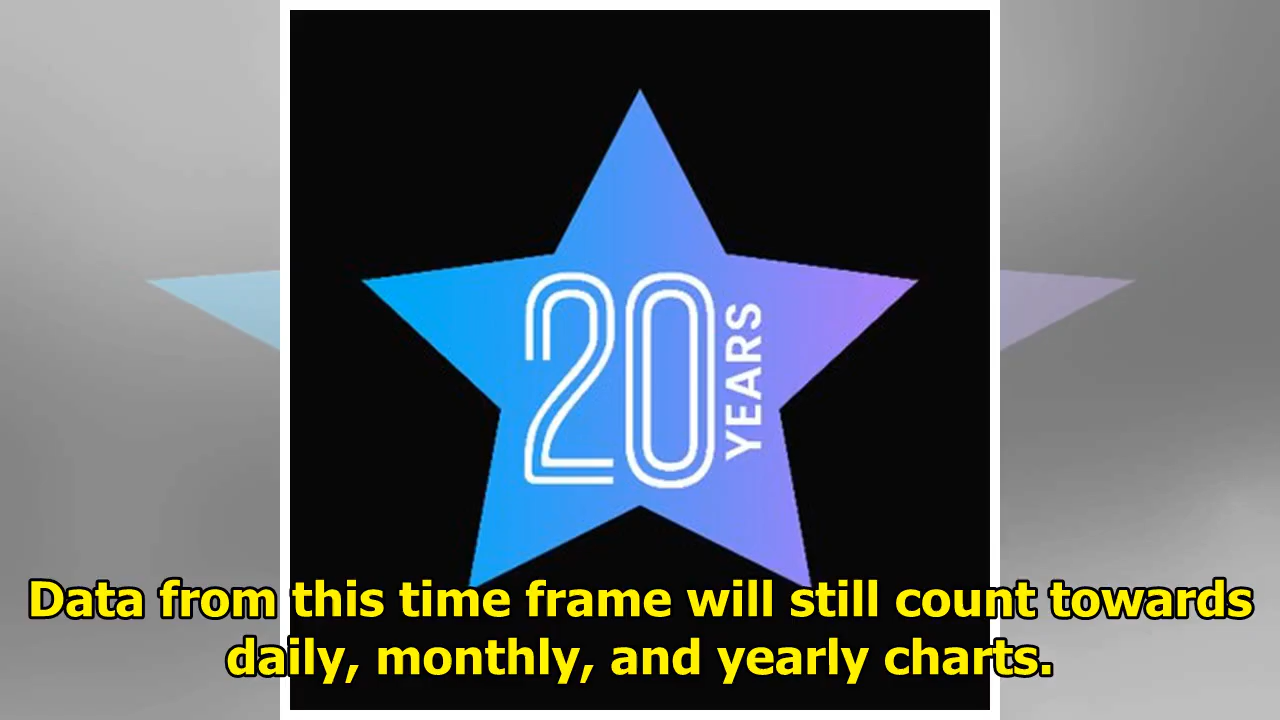 20
YEARS
Data from this time frame will still count towards
daily, monthly, and yearly charts.